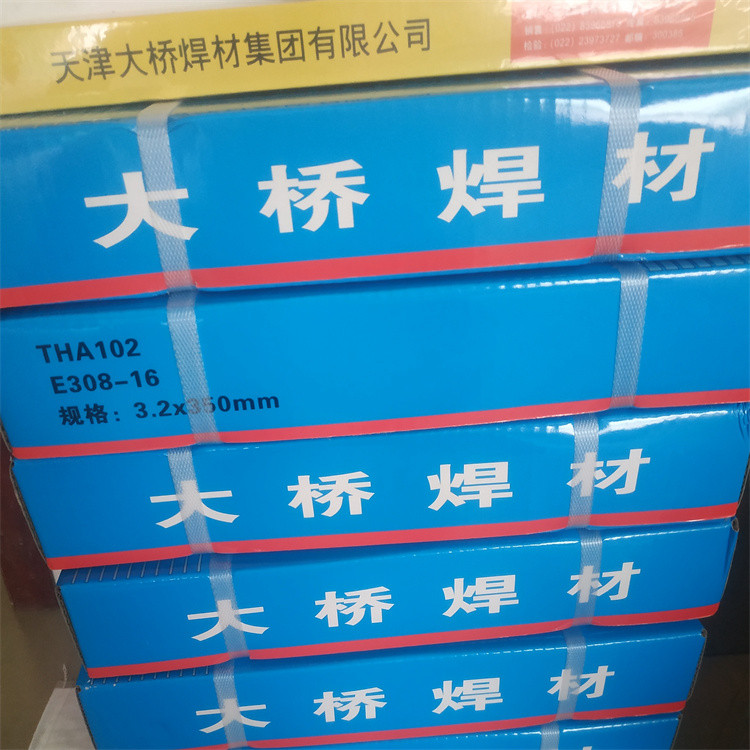 天津大桥焊材集团有限公司
大桥焊材
THA102
E308-16
规格：3.2x350mm
大桥焊材
大桥焊材
大桥焊材